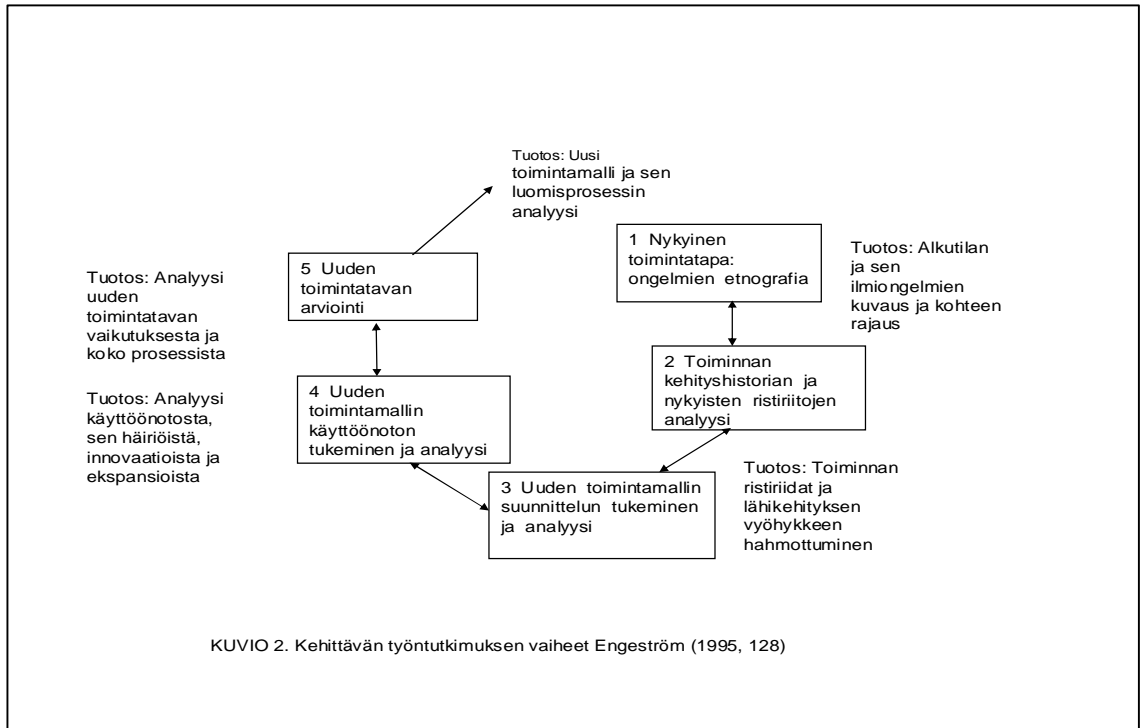 Tuotos: Uusi
toimintamalli ja sen
luomisprosessin
analyysi
1 Nykyinen
toimintatapa:
ongelmien etnografia
Tuotos: Alkutilan
ja sen
ilmiongelmien
kuvaus ja kohteen
rajaus
2 Toiminnan
kehityshistorian ja
nykyisten ristiriitojen
analyysi
Tuotos: Toiminnan
ristiriidat ja
lähikehityksen
vyöhykkeen
hahmottuminen
3 Uuden toimintamallin
suunnittelun tukeminen
ja analyysi
4 Uuden
toimintamallin
käyttöönoton
tukeminen ja analyysi
Tuotos: Analyysi
käyttöönotosta,
sen häiriöistä,
innovaatioista ja
ekspansioista
5 Uuden
toimintatavan
arviointi
Tuotos: Analyysi
uuden
toimintatavan
vaikutuksesta ja
koko prosessista
KUVIO 2. Kehittävän työntutkimuksen vaiheet Engeström (1995, 128)